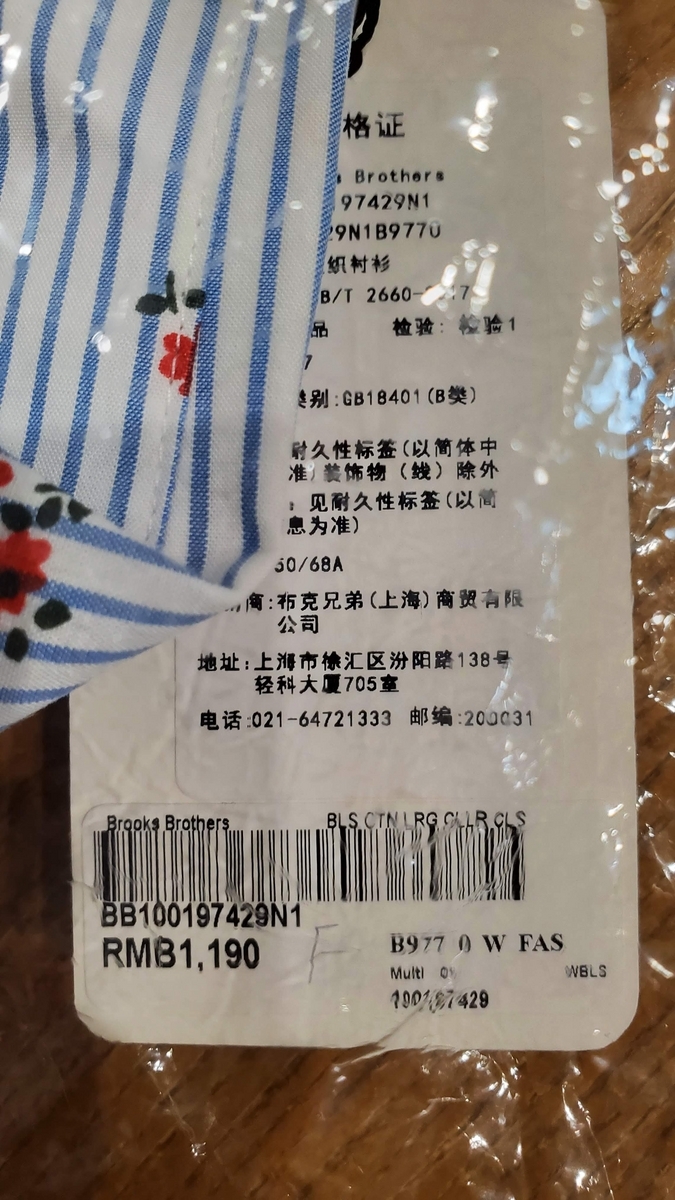 格证
Brothers
97429N1
29N1B9770
织衬衫
B/T 2660-2017
品 检验: 检验1
7
类别:GB18401(B类)
耐久性标签(以简体中
准)装饰物(线)除外
: 见耐久性标签(以简
息为准)
50/68A
商:布克兄弟(上海)商贸有限
公司
地址:上海市徐汇区汾阳路138号
轻科大厦705室
电话:021-64721333 邮编:200031
Brooks Brothers BLS CTN LRG CLLR CLS
BB100197429N1
RMB1,190 F B977 0 W FAS
Multi WBLS
100197429